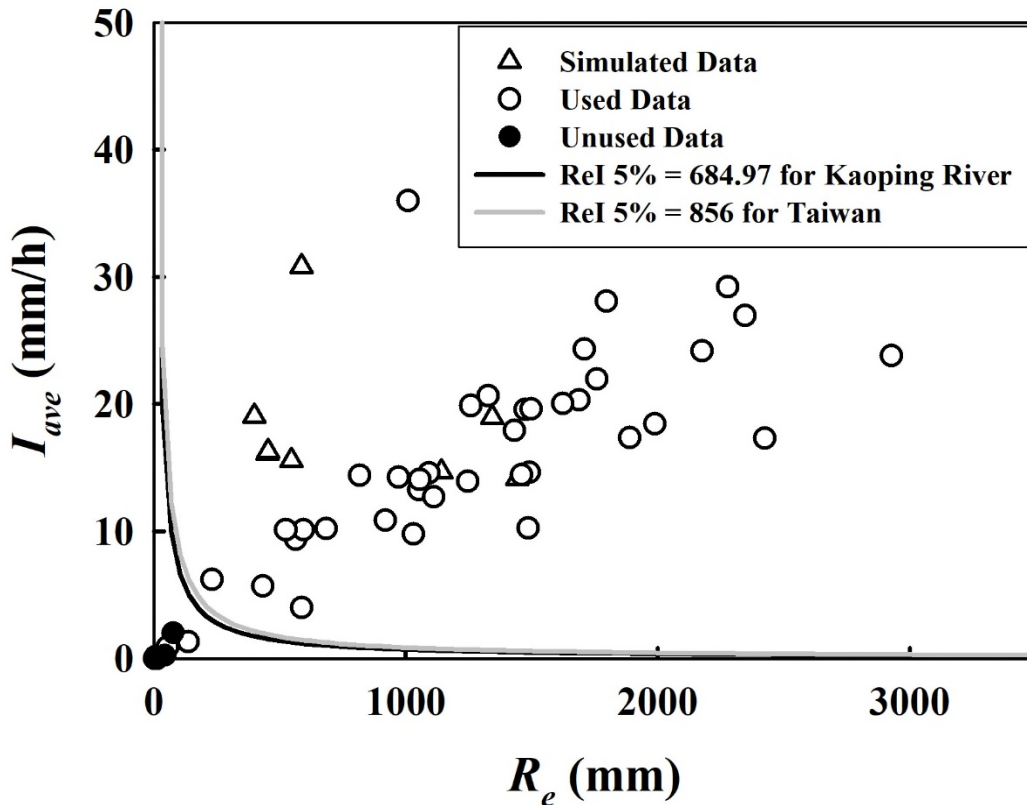 50
40
30
20
10
0
I_ave (mm/h)
Simulated Data
Used Data
Unused Data
ReI 5% = 684.97 for Kaoping River
ReI 5% = 856 for Taiwan
0 1000 2000 3000
R_e (mm)